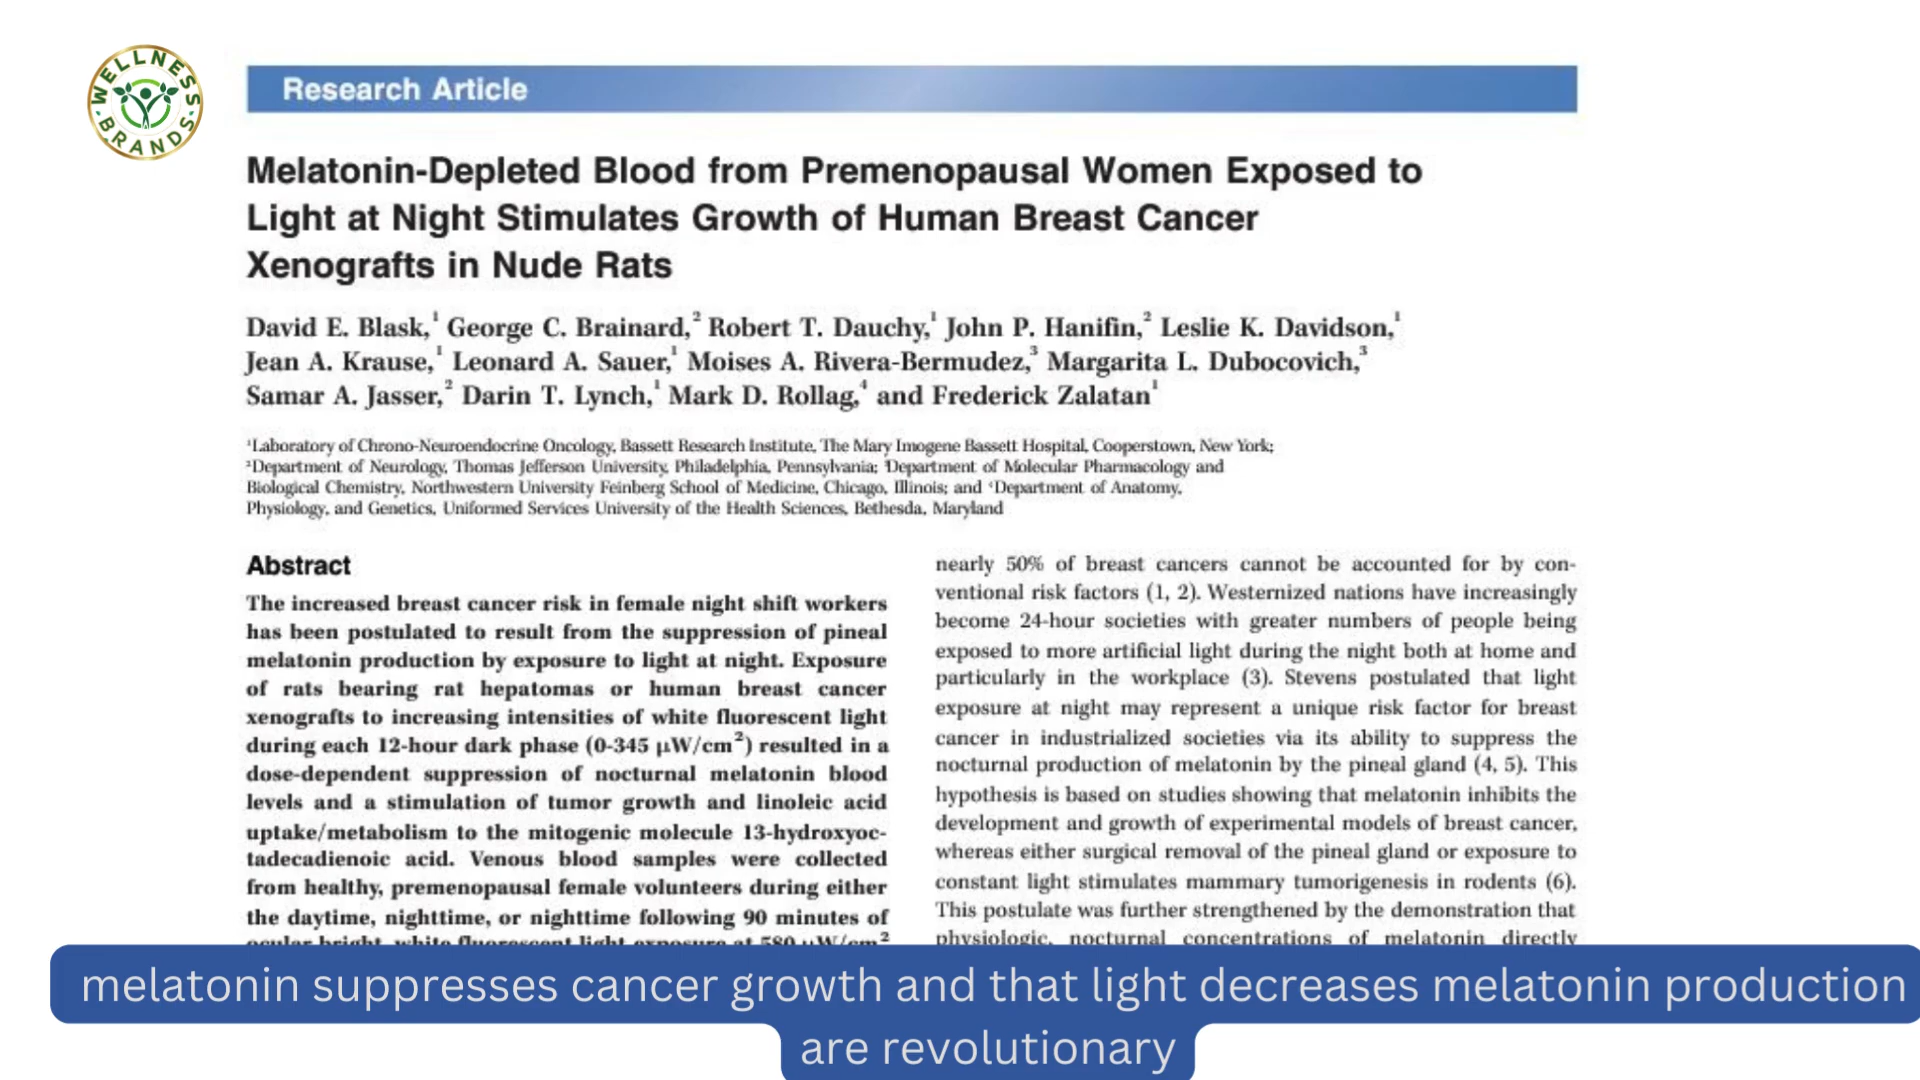 WELLNESS BRANDS
Research Article
Melatonin-Depleted Blood from Premenopausal Women Exposed to
Light at Night Stimulates Growth of Human Breast Cancer
Xenografts in Nude Rats
David E. Blask,¹ George C. Brainard,² Robert T. Dauchy,¹ John P. Hanifin,² Leslie K. Davidson,¹
Jean A. Krause,¹ Leonard A. Sauer,¹ Moises A. Rivera-Bermudez,³ Margarita L. Dubocovich,³
Samar A. Jasser,² Darin T. Lynch,¹ Mark D. Rollag,⁴ and Frederick Zalatan¹
¹Laboratory of Chrono-Neuroendocrine Oncology, Bassett Research Institute, The Mary Imogene Bassett Hospital, Cooperstown, New York;
²Department of Neurology, Thomas Jefferson University, Philadelphia, Pennsylvania; ³Department of Molecular Pharmacology and
Biological Chemistry, Northwestern University Feinberg School of Medicine, Chicago, Illinois; and ⁴Department of Anatomy,
Physiology, and Genetics, Uniformed Services University of the Health Sciences, Bethesda, Maryland
Abstract
The increased breast cancer risk in female night shift workers
has been postulated to result from the suppression of pineal
melatonin production by exposure to light at night. Exposure
of rats bearing rat hepatomas or human breast cancer
xenografts to increasing intensities of white fluorescent light
during each 12-hour dark phase (0-345 μW/cm²) resulted in a
dose-dependent suppression of nocturnal melatonin blood
levels and a stimulation of tumor growth and linoleic acid
uptake/metabolism to the mitogenic molecule 13-hydroxyoc-
tadecadienoic acid. Venous blood samples were collected
from healthy, premenopausal female volunteers during either
the daytime, nighttime, or nighttime following 90 minutes of
ocular bright, white fluorescent light exposure at 580 μW/cm²
nearly 50% of breast cancers cannot be accounted for by con-
ventional risk factors (1, 2). Westernized nations have increasingly
become 24-hour societies with greater numbers of people being
exposed to more artificial light during the night both at home and
particularly in the workplace (3). Stevens postulated that light
exposure at night may represent a unique risk factor for breast
cancer in industrialized societies via its ability to suppress the
nocturnal production of melatonin by the pineal gland (4, 5). This
hypothesis is based on studies showing that melatonin inhibits the
development and growth of experimental models of breast cancer,
whereas either surgical removal of the pineal gland or exposure to
constant light stimulates mammary tumorigenesis in rodents (6).
This postulate was further strengthened by the demonstration that
physiologic, nocturnal concentrations of melatonin directly
melatonin suppresses cancer growth and that light decreases melatonin production
are revolutionary